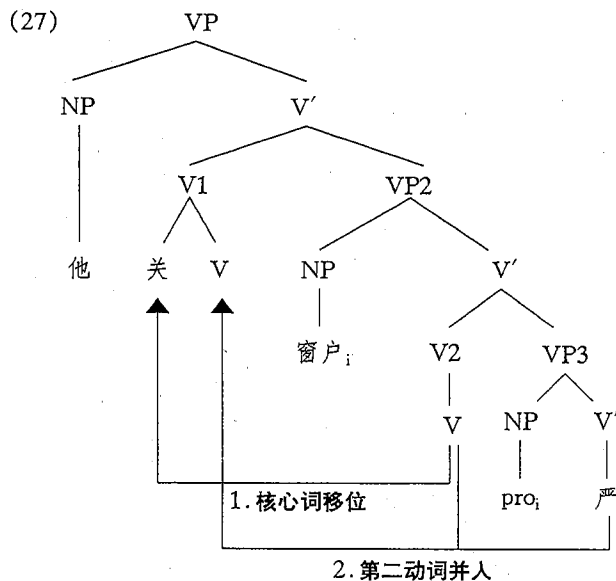 (27) VP
NP V′
V1 VP2
他 关 V NP V′
窗户i V2 VP3
V NP V′
1.核心词移位 proi 严
2.第二动词并人